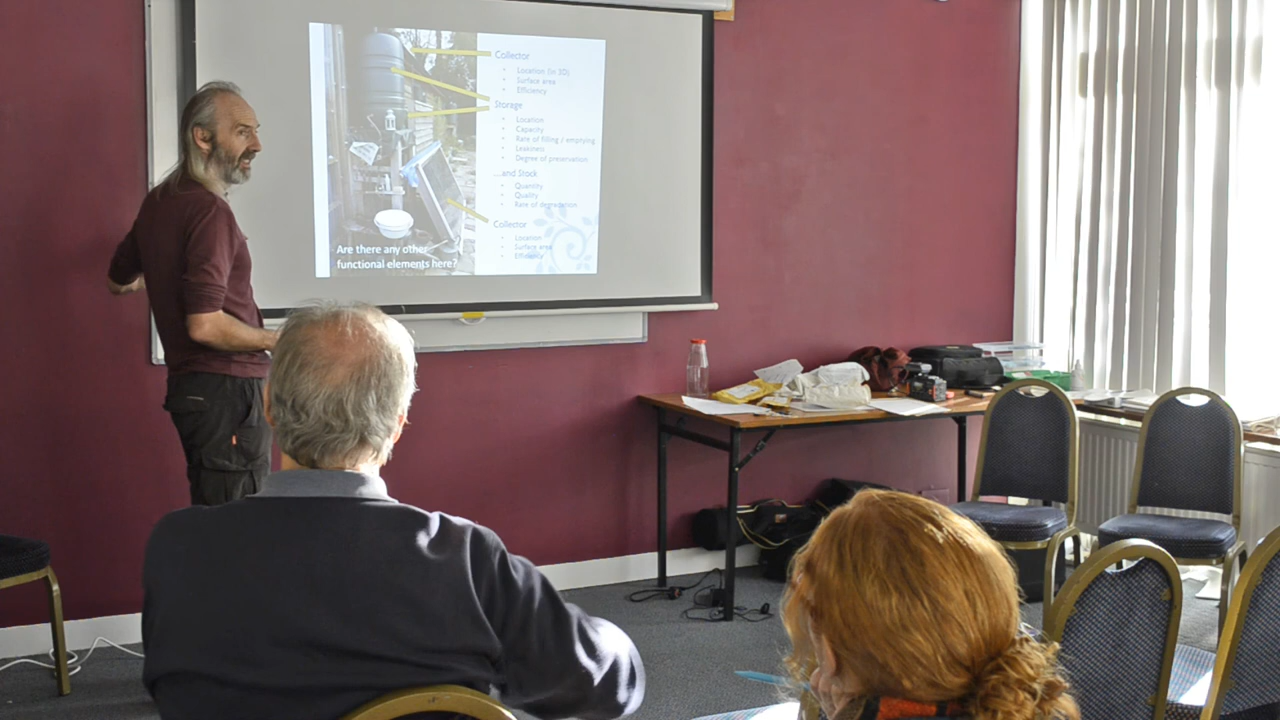 Collector
• Location (in 3D)
• Surface area
• Efficiency
Storage
• Location
• Capacity
• Rate of filling / emptying
• Leakiness
• Degree of preservation
...and Stock
• Quantity
• Quality
• Rate of degradation
Collector
• Location
• Surface area
• Efficiency
Are there any other
functional elements here?